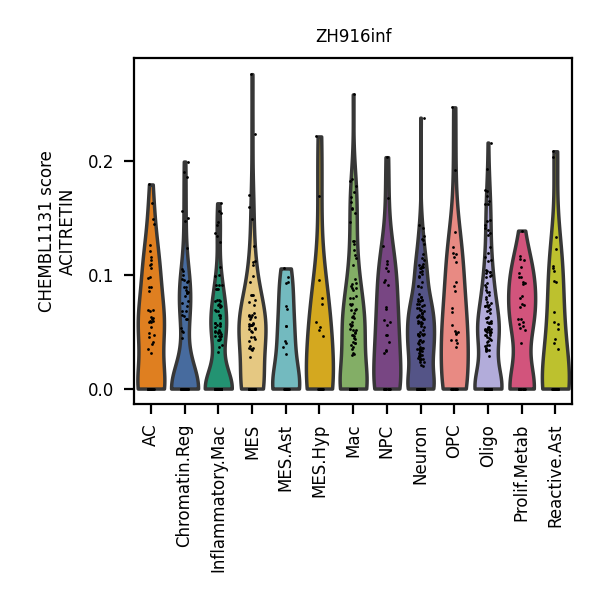 ZH916inf
CHEMBL1131 score
ACITRETIN
0.2
0.1
0.0
AC
Chromatin.Reg
Inflammatory.Mac
MES
MES.Ast
MES.Hyp
Mac
NPC
Neuron
OPC
Oligo
Prolif.Metab
Reactive.Ast